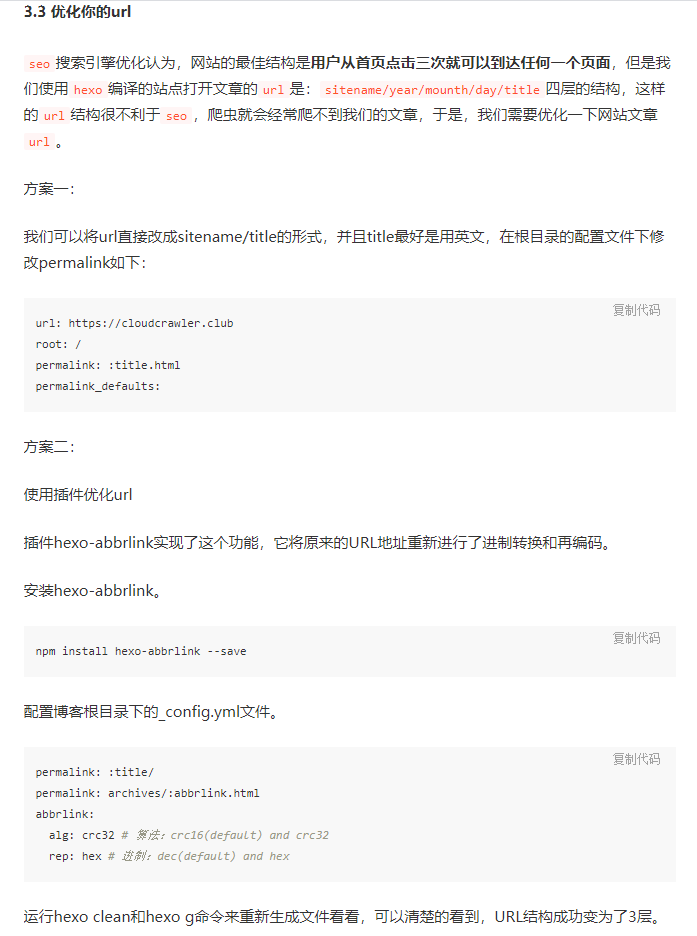 3.3 优化你的url
seo 搜索引擎优化认为，网站的最佳结构是用户从首页点击三次就可以到达任何一个页面，但是我
们使用 hexo 编译的站点打开文章的 url 是： sitename/year/mounth/day/title 四层的结构，这样
的 url 结构很不利于 seo ，爬虫就会经常爬不到我们的文章，于是，我们需要优化一下网站文章
url 。
方案一：
我们可以将url直接改成sitename/title的形式，并且title最好是用英文，在根目录的配置文件下修
改permalink如下：
复制代码
url: https://cloudcrawler.club
root: /
permalink: :title.html
permalink_defaults:
方案二：
使用插件优化url
插件hexo-abbrlink实现了这个功能，它将原来的URL地址重新进行了进制转换和再编码。
安装hexo-abbrlink。
复制代码
npm install hexo-abbrlink --save
配置博客根目录下的_config.yml文件。
复制代码
permalink: :title/
permalink: archives/:abbrlink.html
abbrlink:
  alg: crc32 # 算法：crc16(default) and crc32
  rep: hex # 进制：dec(default) and hex
运行hexo clean和hexo g命令来重新生成文件看看，可以清楚的看到，URL结构成功变为了3层。